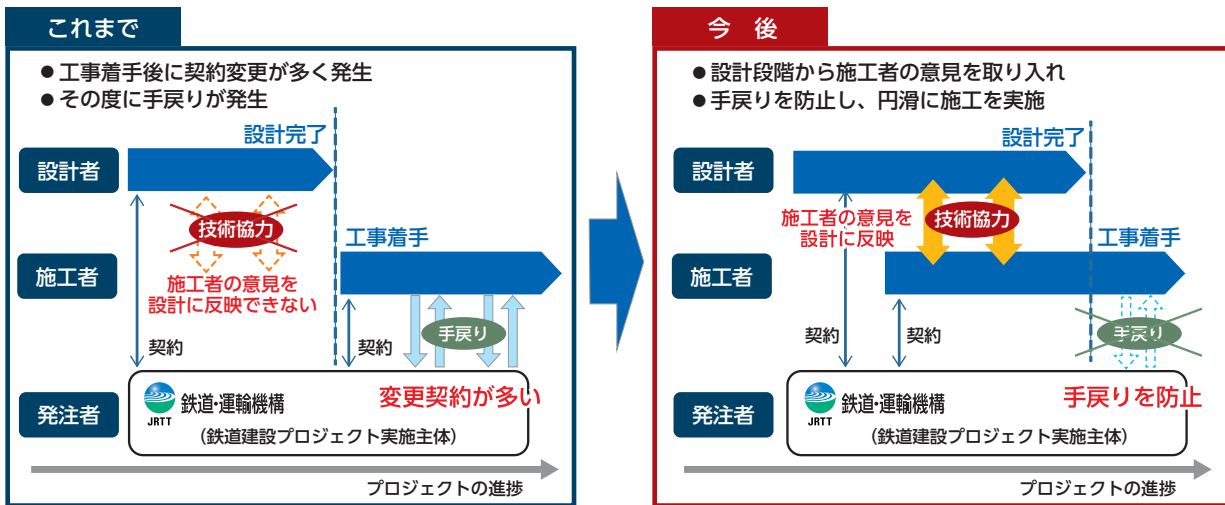 これまで
● 工事着手後に契約変更が多く発生
● その度に手戻りが発生
設計完了
設計者
技術協力
工事着手
施工者
施工者の意見を
設計に反映できない
手戻り
契約
契約
発注者
JRTT
鉄道・運輸機構
変更契約が多い
（鉄道建設プロジェクト実施主体）
プロジェクトの進捗
今 後
● 設計段階から施工者の意見を取り入れ
● 手戻りを防止し、円滑に施工を実施
設計完了
設計者
施工者の意見を
設計に反映
技術協力
工事着手
施工者
手戻り
契約
契約
発注者
JRTT
鉄道・運輸機構
手戻りを防止
（鉄道建設プロジェクト実施主体）
プロジェクトの進捗